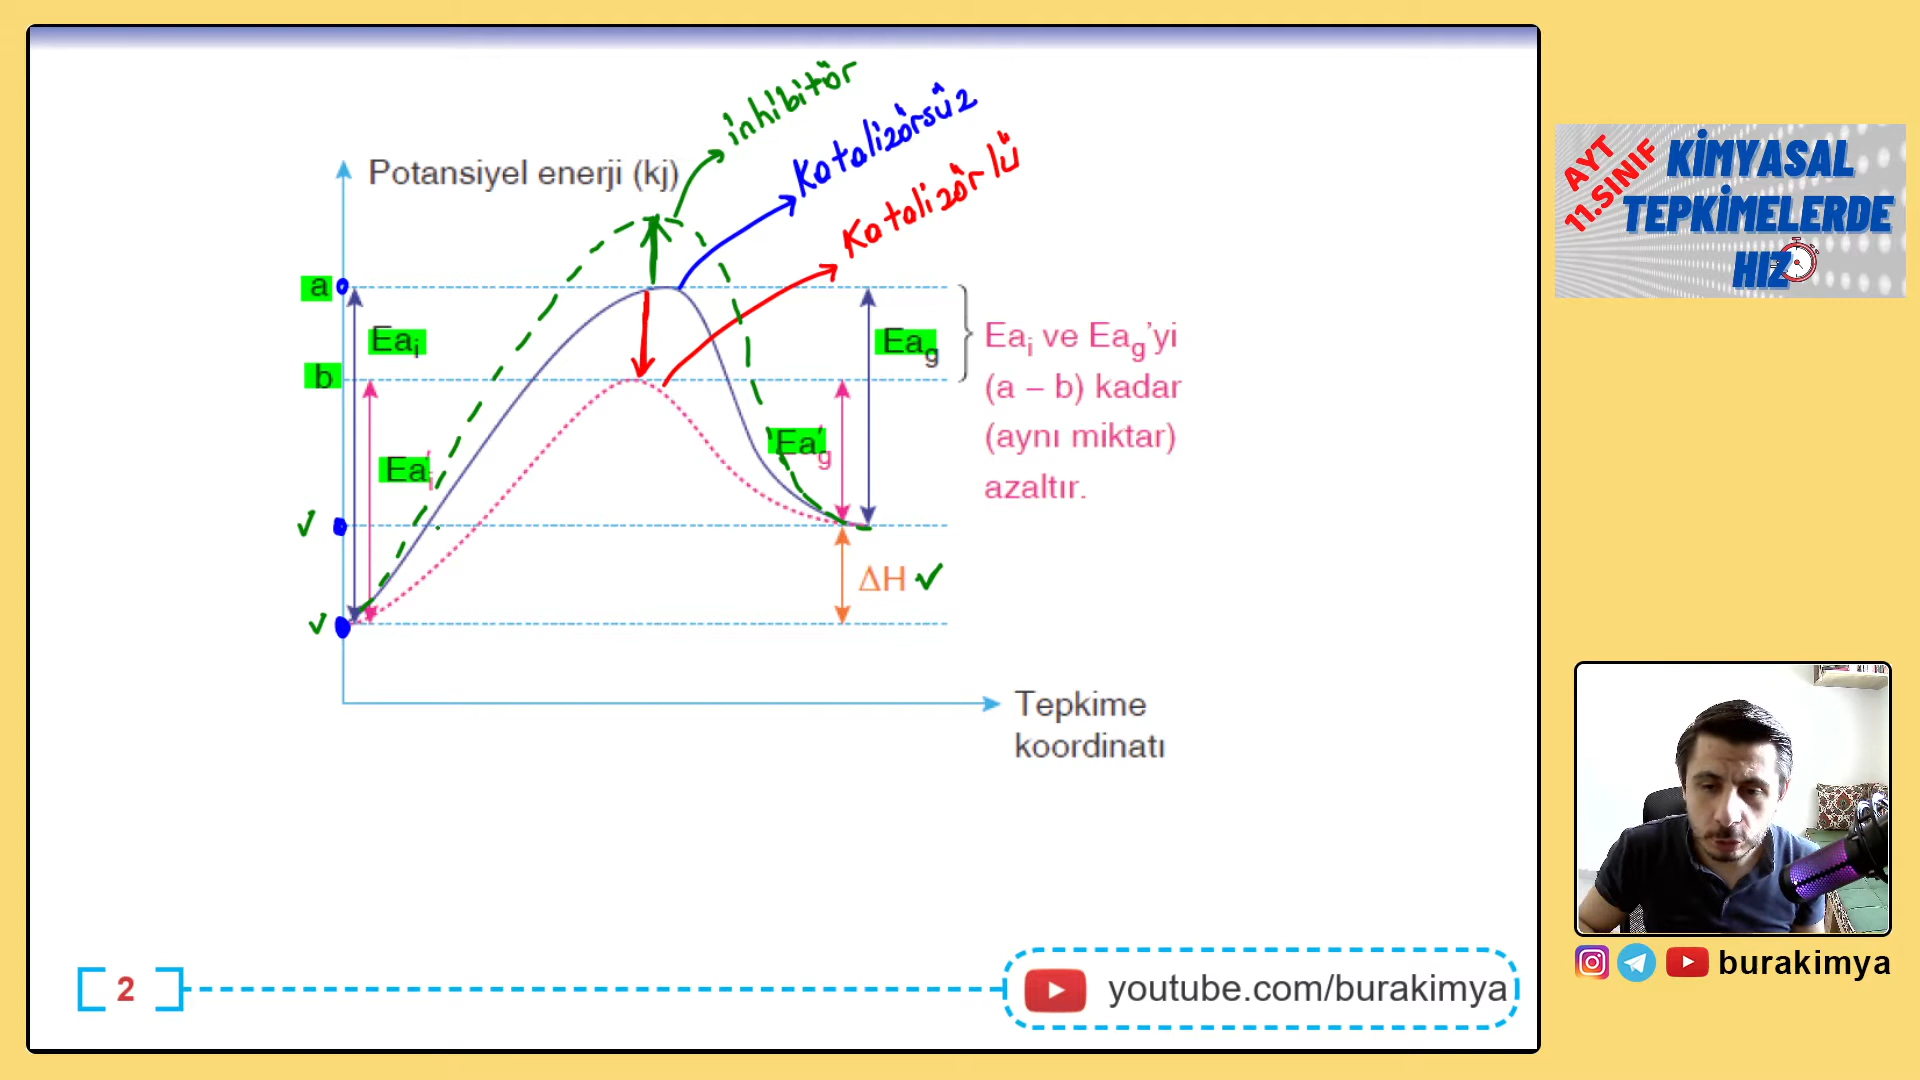 inhibitör
Katalizörsüz
Katalizörlü
Potansiyel enerji (kj)
a
Eai
b
Ea'i
Eag
Ea'g
Eai ve Eag'yi
(a – b) kadar
(aynı miktar)
azaltır.
√
ΔH ✓
√
Tepkime
koordinatı
2
youtube.com/burakimya
AYT
11.SINIF
KİMYASAL
TEPKİMELERDE
HIZ
burakimya